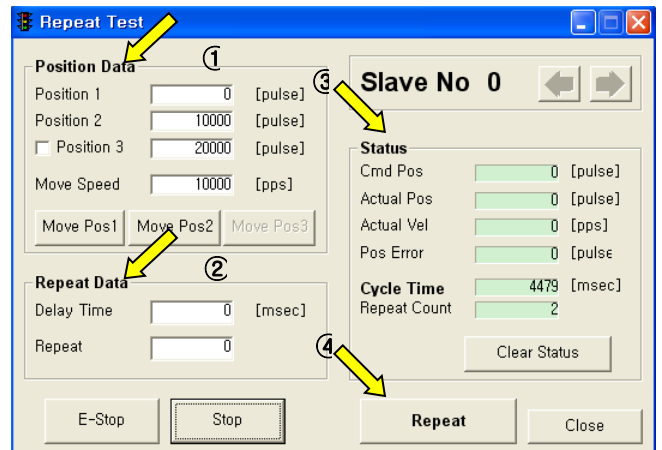 Repeat Test
①
Position Data
Position 1 0 [pulse]
Position 2 10000 [pulse]
Position 3 20000 [pulse]
Move Speed 10000 [pps]
Move Pos1 Move Pos2 Move Pos3
②
Repeat Data
Delay Time 0 [msec]
Repeat 0
E-Stop Stop
③
Slave No 0
Status
Cmd Pos 0 [pulse]
Actual Pos 0 [pulse]
Actual Vel 0 [pps]
Pos Error 0 [pulse
Cycle Time 4479 [msec]
Repeat Count 2
Clear Status
④
Repeat Close